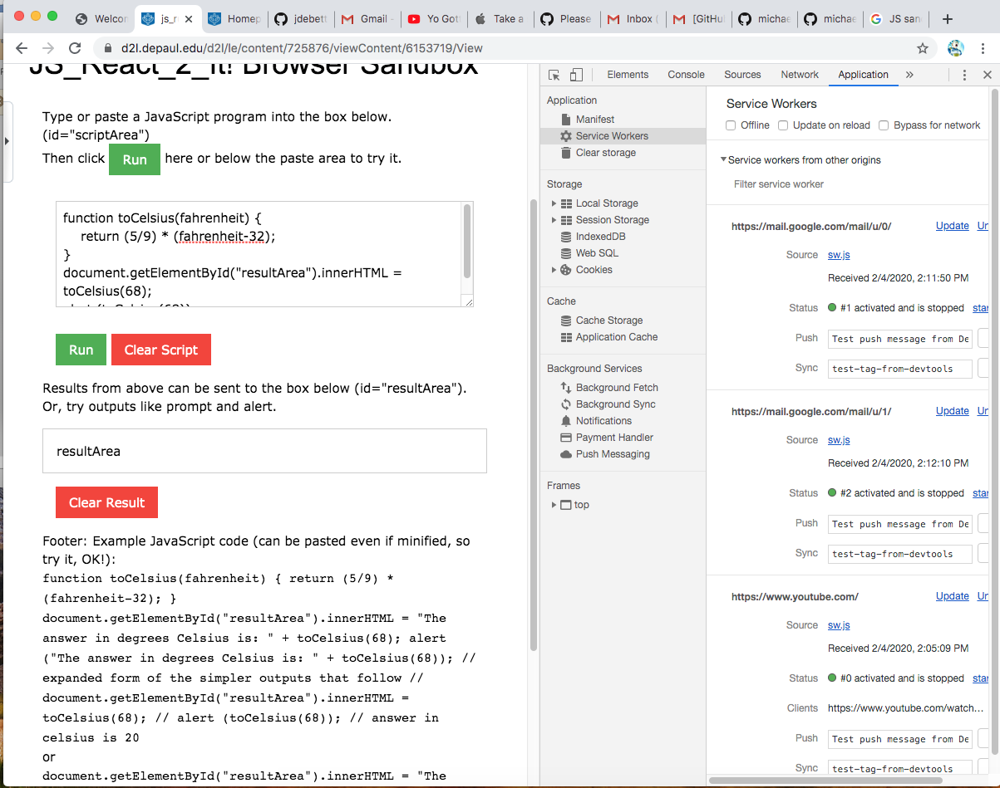 Welcon
js_r
Homep
jdebett
Gmail -
Yo Gott
Take a
Please
Inbox (
[GitHul
michae
michae
JS san
d2l.depaul.edu/d2l/le/content/725876/viewContent/6153719/View
JS_React_2_It! Browser Sandbox
Type or paste a JavaScript program into the box below.
(id="scriptArea")
Then click Run here or below the paste area to try it.
function toCelsius(fahrenheit) {
return (5/9) * (fahrenheit-32);
}
document.getElementById("resultArea").innerHTML =
toCelsius(68);
Run Clear Script
Results from above can be sent to the box below (id="resultArea").
Or, try outputs like prompt and alert.
resultArea
Clear Result
Footer: Example JavaScript code (can be pasted even if minified, so
try it, OK!):
function toCelsius(fahrenheit) { return (5/9) *
(fahrenheit-32); }
document.getElementById("resultArea").innerHTML = "The
answer in degrees Celsius is: " + toCelsius(68); alert
("The answer in degrees Celsius is: " + toCelsius(68)); //
expanded form of the simpler outputs that follow //
document.getElementById("resultArea").innerHTML =
toCelsius(68); // alert (toCelsius(68)); // answer in
celsius is 20
or
document.getElementById("resultArea").innerHTML = "The
Elements Console Sources Network Application »
Application
Manifest
Service Workers
Clear storage
Storage
Local Storage
Session Storage
IndexedDB
Web SQL
Cookies
Cache
Cache Storage
Application Cache
Background Services
Background Fetch
Background Sync
Notifications
Payment Handler
Push Messaging
Frames
top
Service Workers
Offline Update on reload Bypass for network
Service workers from other origins
Filter service worker
https://mail.google.com/mail/u/0/ Update Un
Source sw.js
Received 2/4/2020, 2:11:50 PM
Status #1 activated and is stopped star
Push Test push message from De
Sync test-tag-from-devtools
https://mail.google.com/mail/u/1/ Update Un
Source sw.js
Received 2/4/2020, 2:12:10 PM
Status #2 activated and is stopped star
Push Test push message from De
Sync test-tag-from-devtools
https://www.youtube.com/ Update Un
Source sw.js
Received 2/4/2020, 2:05:09 PM
Status #0 activated and is stopped star
Clients https://www.youtube.com/watch...
Push Test push message from De
Sync test-tag-from-devtools